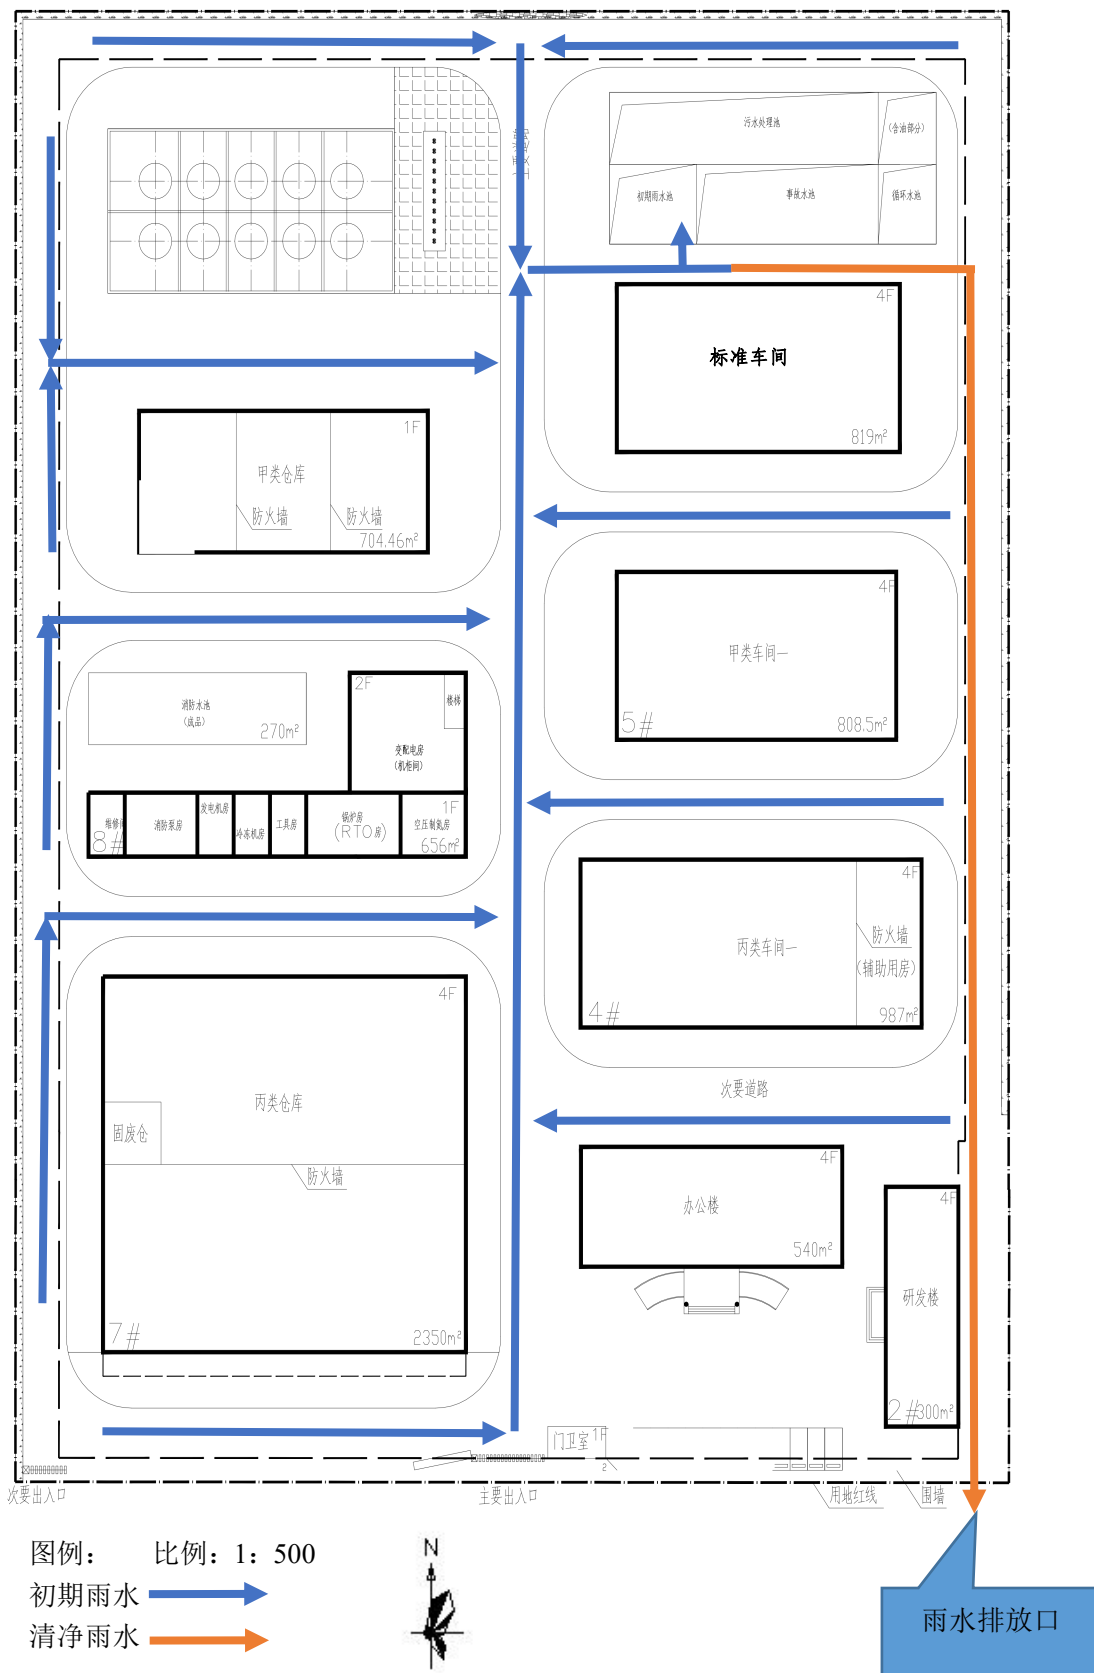 污水处理池
(含油部分)
初期雨水池
事故水池
循环水池
4F
标准车间
819m²
1F
甲类仓库
防火墙
防火墙
704.46m²
4F
甲类车间一
5#
808.5m²
消防水池
(成品)
270m²
2F
楼梯
变配电房
(机柜间)
维修间
8#
消防泵房
发电机房
冷冻机房
工具房
锅炉房
(RTO房)
1F
空压制氮房
656m²
4F
丙类车间一
防火墙
(辅助用房)
4#
987m²
次要道路
4F
丙类仓库
固废仓
防火墙
7#
2350m²
4F
办公楼
540m²
4F
研发楼
2#
300m²
门卫室
1F
次要出入口
主要出入口
用地红线
围墙
图例：
比例：1：500
初期雨水
清净雨水
N
雨水排放口